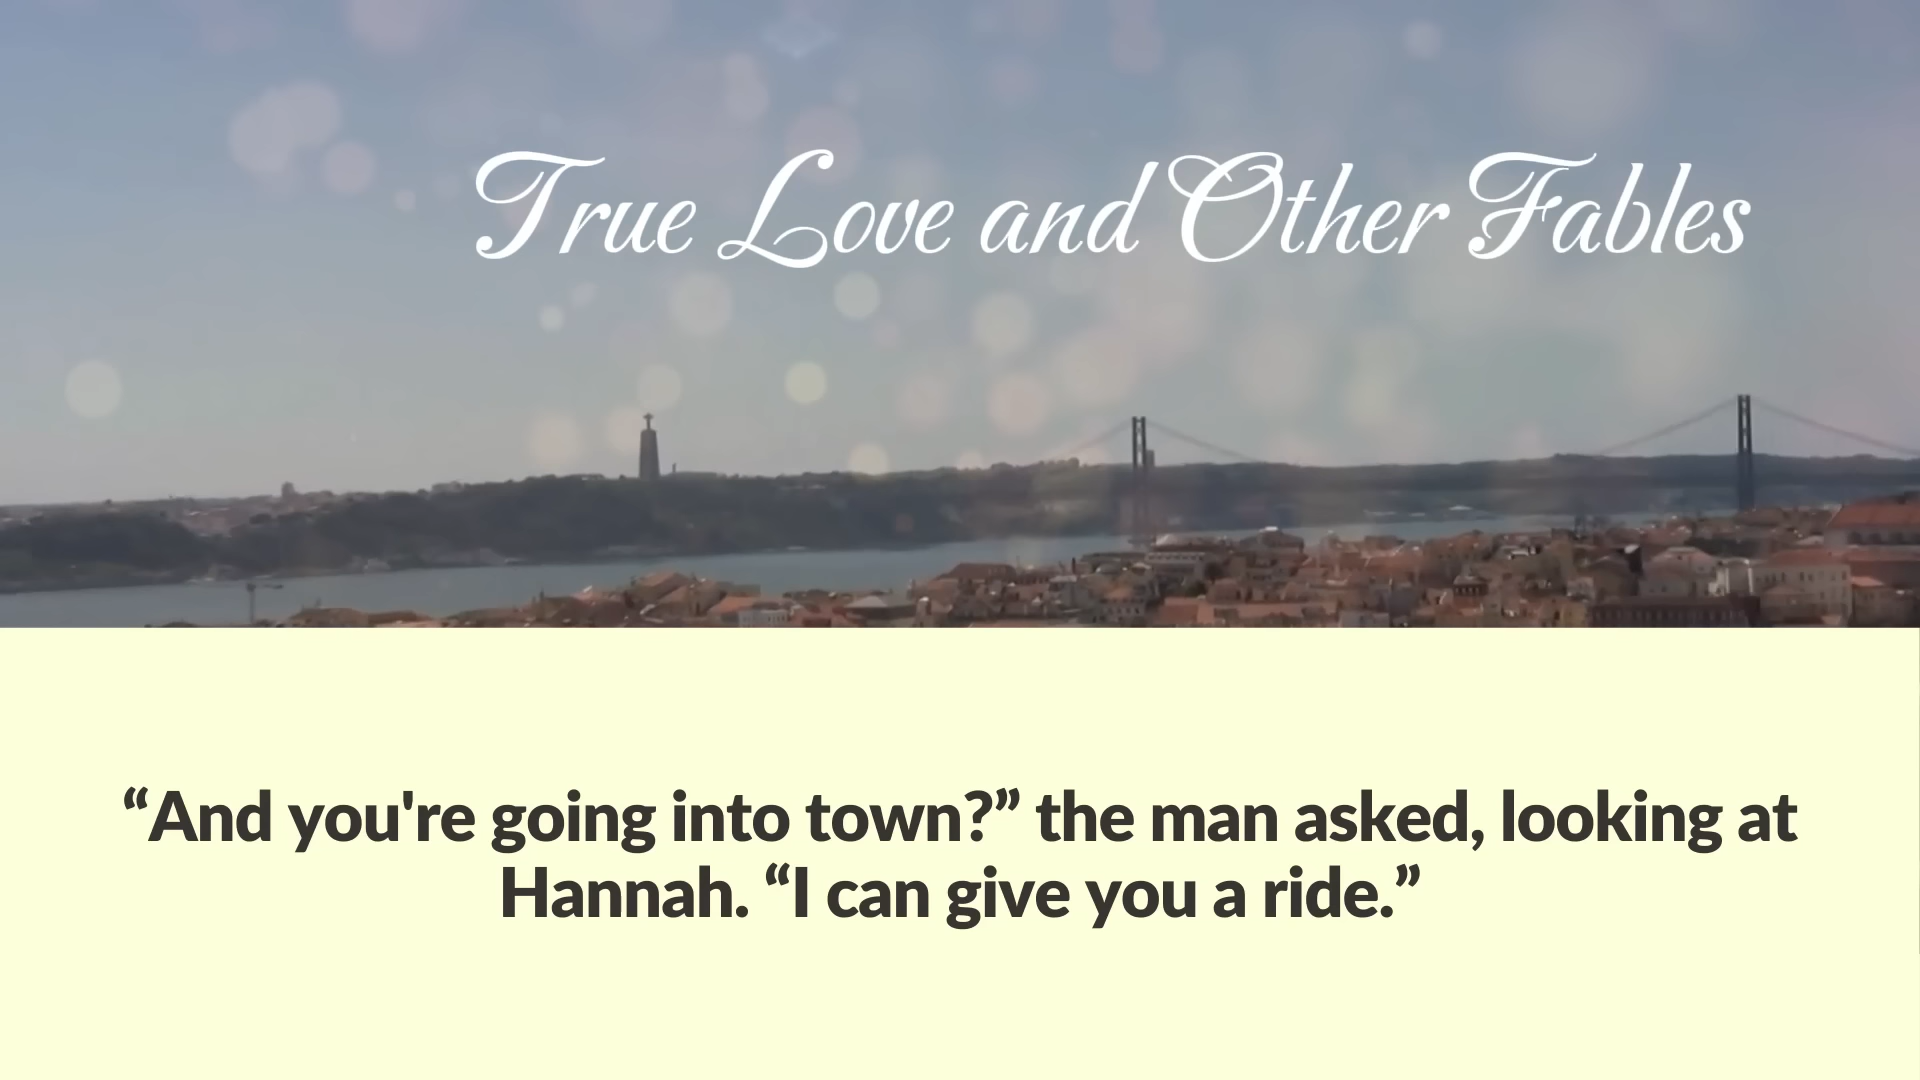 True Love and Other Fables
“And you're going into town?” the man asked, looking at
Hannah. “I can give you a ride.”